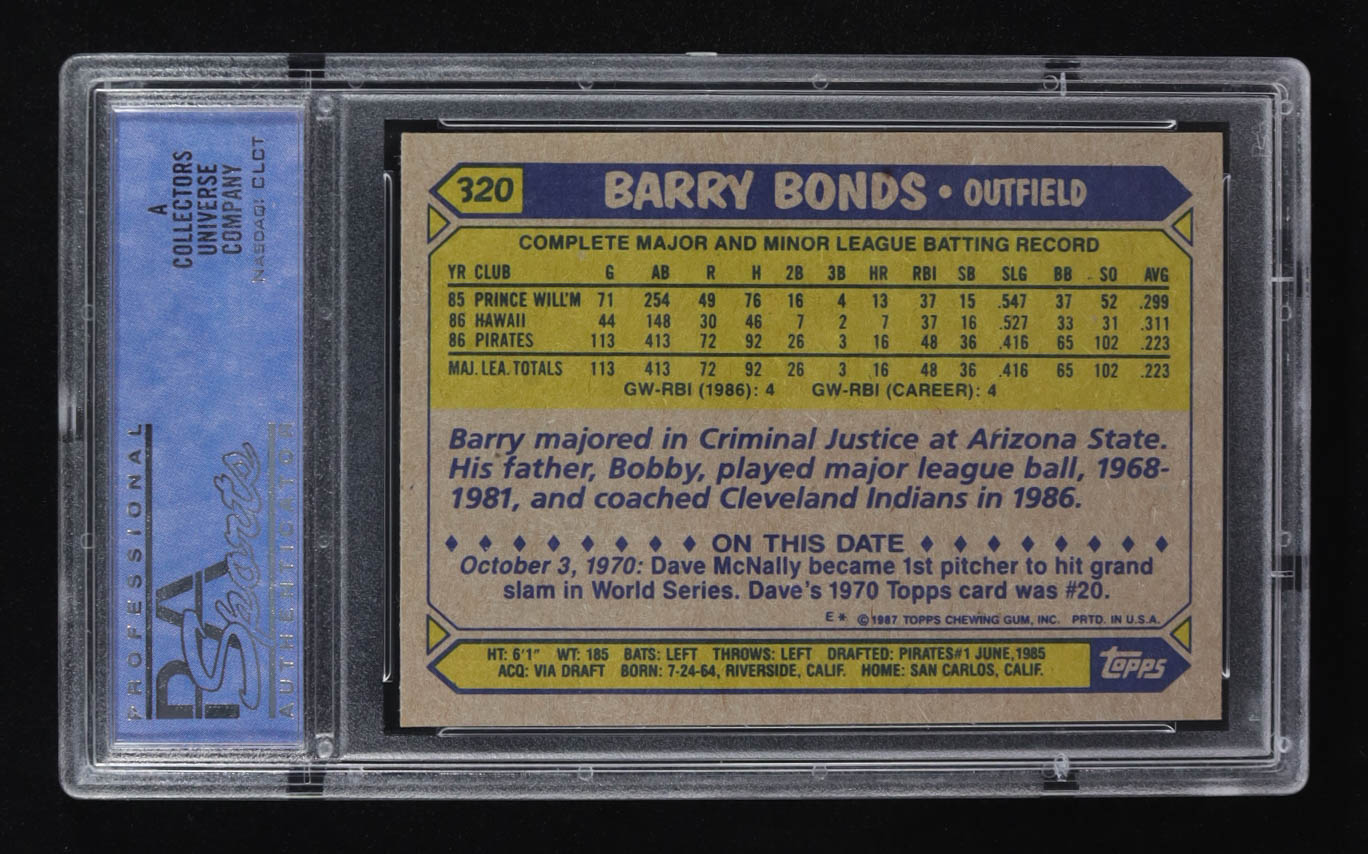 A
COLLECTORS
UNIVERSE
COMPANY
NASDAQ: CLCT
PROFESSIONAL
PSA
Sports
AUTHENTICATOR
320 BARRY BONDS • OUTFIELD
COMPLETE MAJOR AND MINOR LEAGUE BATTING RECORD
YR CLUB G AB R H 2B 3B HR RBI SB SLG BB SO AVG
85 PRINCE WILL'M 71 254 49 76 16 4 13 37 15 .547 37 52 .299
86 HAWAII 44 148 30 46 7 2 7 37 16 .527 33 31 .311
86 PIRATES 113 413 72 92 26 3 16 48 36 .416 65 102 .223
MAJ. LEA. TOTALS 113 413 72 92 26 3 16 48 36 .416 65 102 .223
GW-RBI (1986): 4 GW-RBI (CAREER): 4
Barry majored in Criminal Justice at Arizona State.
His father, Bobby, played major league ball, 1968-
1981, and coached Cleveland Indians in 1986.
♦ ♦ ♦ ♦ ♦ ♦ ♦ ♦ ON THIS DATE ♦ ♦ ♦ ♦ ♦ ♦ ♦ ♦
October 3, 1970: Dave McNally became 1st pitcher to hit grand
slam in World Series. Dave's 1970 Topps card was #20.
E* ©1987 TOPPS CHEWING GUM, INC. PRTD. IN U.S.A.
HT: 6'1" WT: 185 BATS: LEFT THROWS: LEFT DRAFTED: PIRATES#1 JUNE,1985
ACQ: VIA DRAFT BORN: 7-24-64, RIVERSIDE, CALIF. HOME: SAN CARLOS, CALIF.
topps